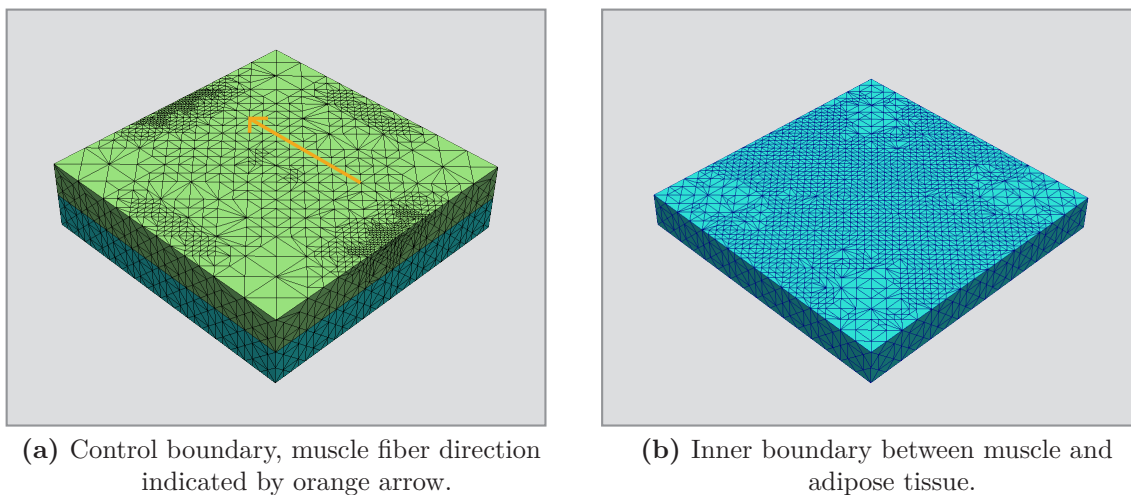 (a) Control boundary, muscle fiber direction
indicated by orange arrow.
(b) Inner boundary between muscle and
adipose tissue.